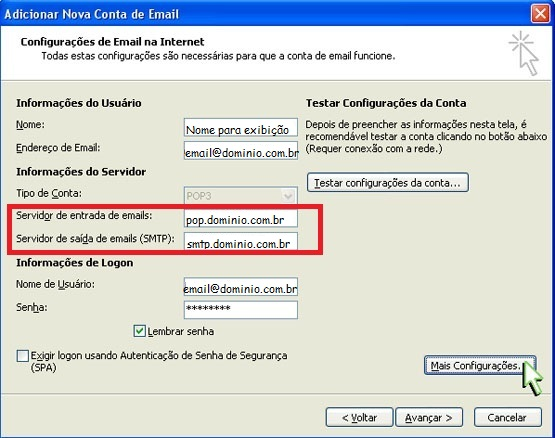 Adicionar Nova Conta de Email
Configurações de Email na Internet
Todas estas configurações são necessárias para que a conta de email funcione.
Informações do Usuário
Nome: Nome para exibição
Endereço de Email: email@dominio.com.br
Informações do Servidor
Tipo de Conta: POP3
Servidor de entrada de emails: pop.dominio.com.br
Servidor de saída de emails (SMTP): smtp.dominio.com.br
Informações de Logon
Nome de Usuário: email@dominio.com.br
Senha: ********
Lembrar senha
Exigir logon usando Autenticação de Senha de Segurança
(SPA)
Testar Configurações da Conta
Depois de preencher as informações nesta tela, é
recomendável testar a conta clicando no botão abaixo
(Requer conexão com a rede.)
Testar configurações da conta...
Mais Configurações...
< Voltar
Avançar >
Cancelar